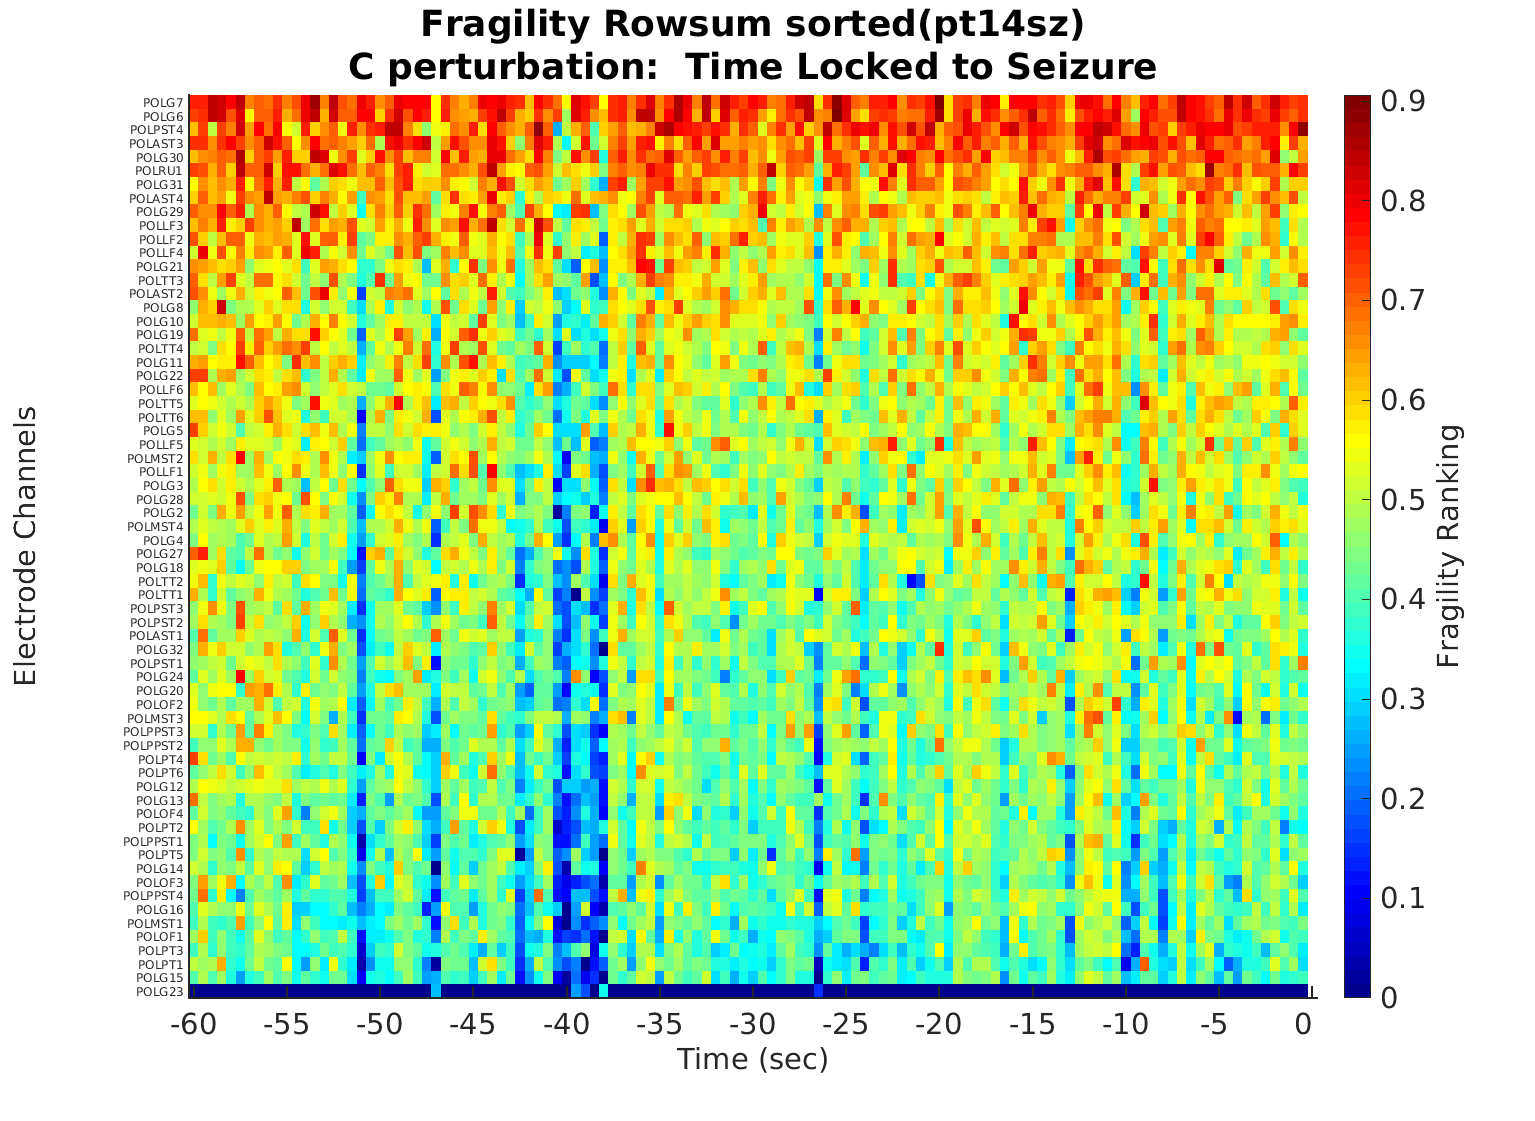 Fragility Rowsum sorted(pt14sz)
C perturbation:  Time Locked to Seizure
Electrode Channels
POLG7
POLG6
POLPST4
POLAST3
POLG30
POLRU1
POLG31
POLAST4
POLG29
POLLF3
POLLF2
POLLF4
POLG21
POLTT3
POLAST2
POLG8
POLG10
POLG19
POLTT4
POLG11
POLG22
POLLF6
POLTT5
POLTT6
POLG5
POLLF5
POLMST2
POLLF1
POLG3
POLG28
POLG2
POLMST4
POLG4
POLG27
POLG18
POLTT2
POLTT1
POLPST3
POLPST2
POLAST1
POLG32
POLPST1
POLG24
POLG20
POLOF2
POLMST3
POLPPST3
POLPPST2
POLPT4
POLPT6
POLG12
POLG13
POLOF4
POLPT2
POLPPST1
POLPT5
POLG14
POLOF3
POLPPST4
POLG16
POLMST1
POLOF1
POLPT3
POLPT1
POLG15
POLG23
-60 -55 -50 -45 -40 -35 -30 -25 -20 -15 -10 -5 0
Time (sec)
0.9
0.8
0.7
0.6
0.5
0.4
0.3
0.2
0.1
0
Fragility Ranking